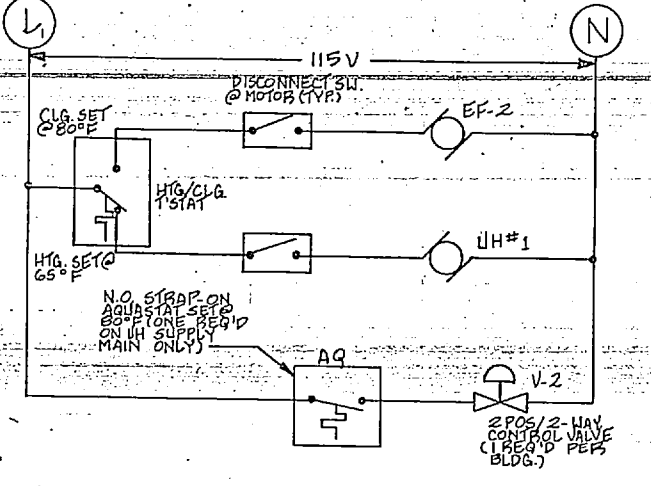 L1
N
115V
DISCONNECT SW.
@ MOTOR (TYP.)
CLG. SET
@ 80°F
EF-2
HTG/CLG
T'STAT
HTG. SET @
65°F
UH#1
N.O. STRAP-ON
AQUASTAT SET @
80°F (ONE REQ'D
ON UH SUPPLY
MAIN ONLY)
AQ
V-2
2 POS/2-WAY
CONTROL VALVE
(1 REQ'D PER
BLDG.)